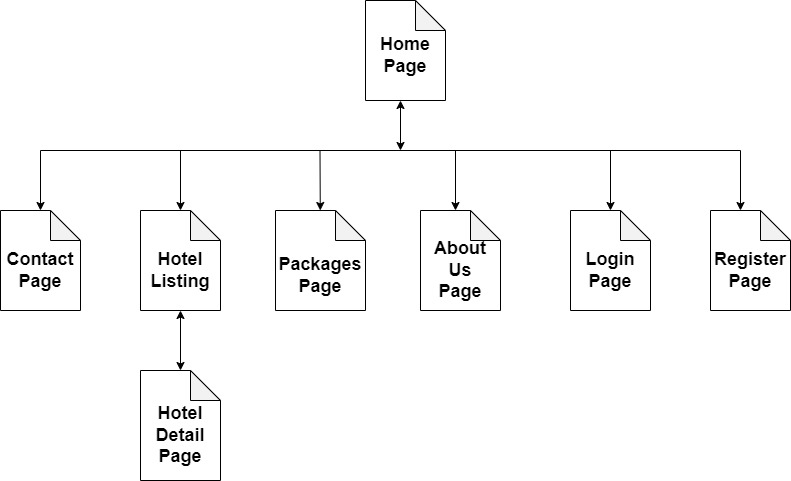 Home
Page
Contact
Page
Hotel
Listing
Packages
Page
About
Us
Page
Login
Page
Register
Page
Hotel
Detail
Page